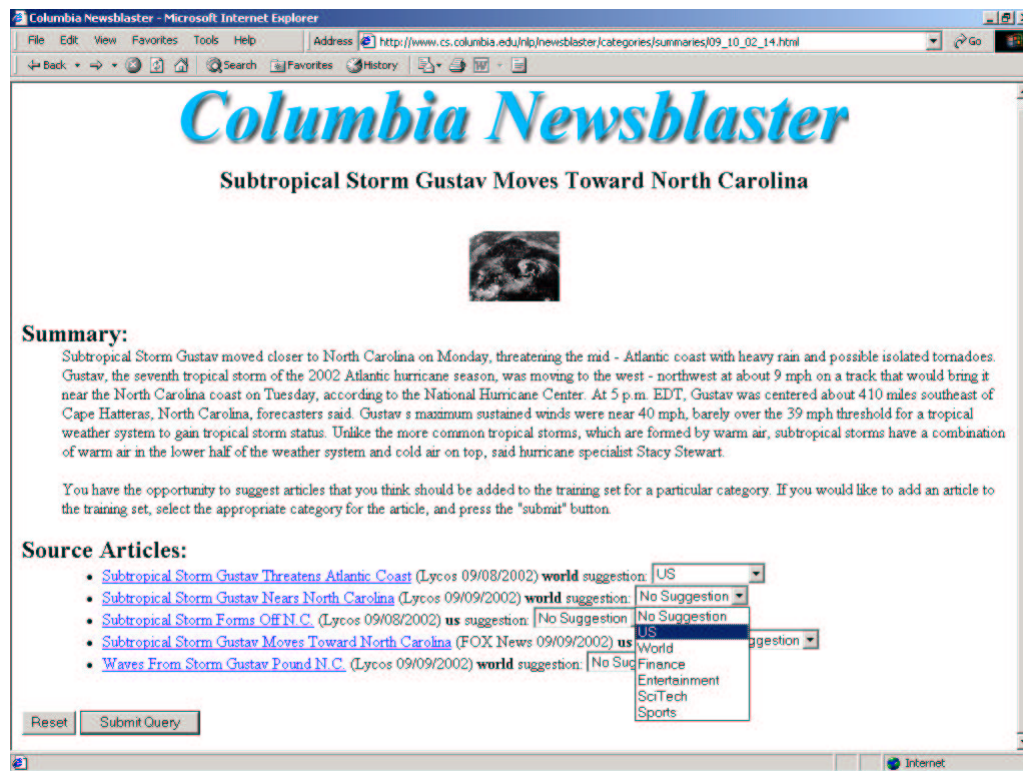 Columbia Newsblaster - Microsoft Internet Explorer
File Edit View Favorites Tools Help Address http://www.cs.columbia.edu/nlp/newsblaster/categories/summaries/09_10_02_14.html Go
Back Search Favorites History
Columbia Newsblaster
Subtropical Storm Gustav Moves Toward North Carolina
Summary:
Subtropical Storm Gustav moved closer to North Carolina on Monday, threatening the mid - Atlantic coast with heavy rain and possible isolated tornadoes.
Gustav, the seventh tropical storm of the 2002 Atlantic hurricane season, was moving to the west - northwest at about 9 mph on a track that would bring it
near the North Carolina coast on Tuesday, according to the National Hurricane Center. At 5 p.m. EDT, Gustav was centered about 410 miles southeast of
Cape Hatteras, North Carolina, forecasters said. Gustav s maximum sustained winds were near 40 mph, barely over the 39 mph threshold for a tropical
weather system to gain tropical storm status. Unlike the more common tropical storms, which are formed by warm air, subtropical storms have a combination
of warm air in the lower half of the weather system and cold air on top, said hurricane specialist Stacy Stewart.
You have the opportunity to suggest articles that you think should be added to the training set for a particular category. If you would like to add an article to
the training set, select the appropriate category for the article, and press the "submit" button.
Source Articles:
• Subtropical Storm Gustav Threatens Atlantic Coast (Lycos 09/08/2002) world suggestion: US
• Subtropical Storm Gustav Nears North Carolina (Lycos 09/09/2002) world suggestion: No Suggestion
• Subtropical Storm Forms Off N.C. (Lycos 09/08/2002) us suggestion: No Suggestion
• Subtropical Storm Gustav Moves Toward North Carolina (FOX News 09/09/2002) us ggestion
• Waves From Storm Gustav Pound N.C. (Lycos 09/09/2002) world suggestion: No Sug
No Suggestion
US
World
Finance
Entertainment
SciTech
Sports
Reset Submit Query
Internet